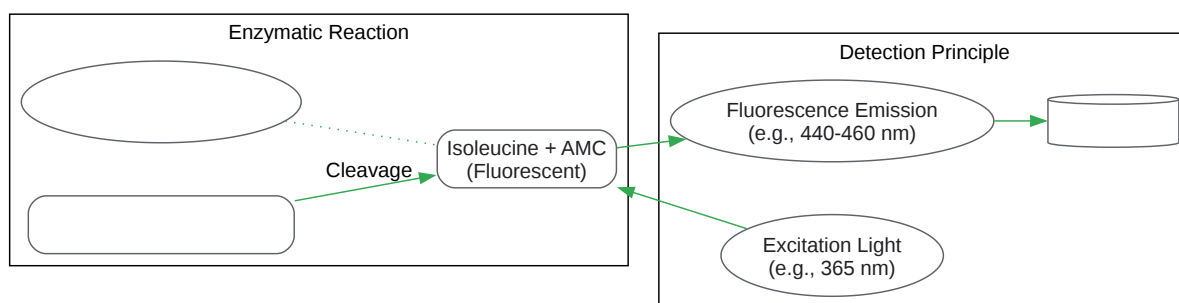 Enzymatic Reaction
Detection Principle
Fluorescence Emission
(e.g., 440-460 nm)
Isoleucine + AMC
(Fluorescent)
Cleavage
Excitation Light
(e.g., 365 nm)